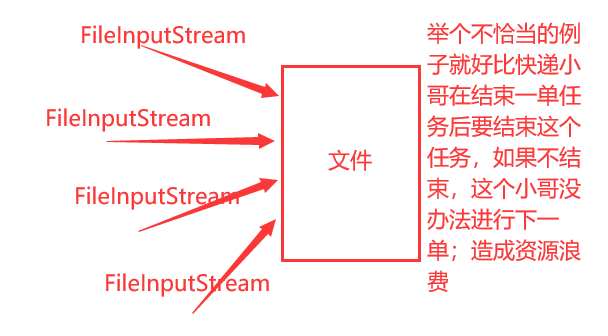 FileInputStream
FileInputStream
FileInputStream
FileInputStream
文件
举个不恰当的例
子就好比快递小
哥在结束一单任
务后要结束这个
任务，如果不结
束，这个小哥没
办法进行下一
单；造成资源浪
费